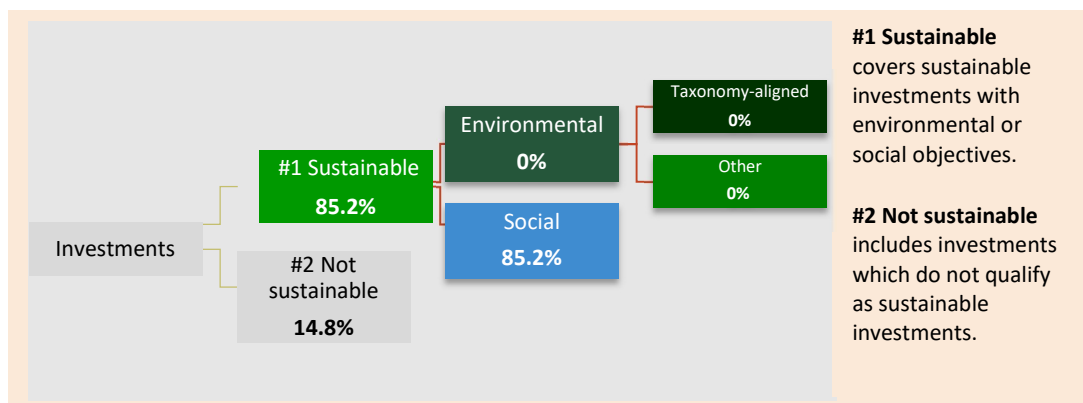 Investments
#1 Sustainable
85.2%
#2 Not
sustainable
14.8%
Environmental
0%
Social
85.2%
Taxonomy-aligned
0%
Other
0%
#1 Sustainable
covers sustainable
investments with
environmental or
social objectives.
#2 Not sustainable
includes investments
which do not qualify
as sustainable
investments.